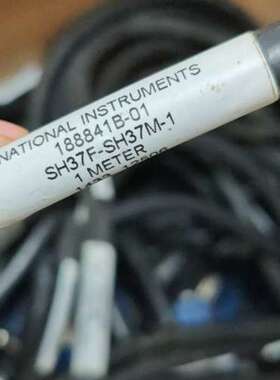 NATIONAL INSTRUMENTS
188841B-01
SH37F-SH37M-1
1 METER